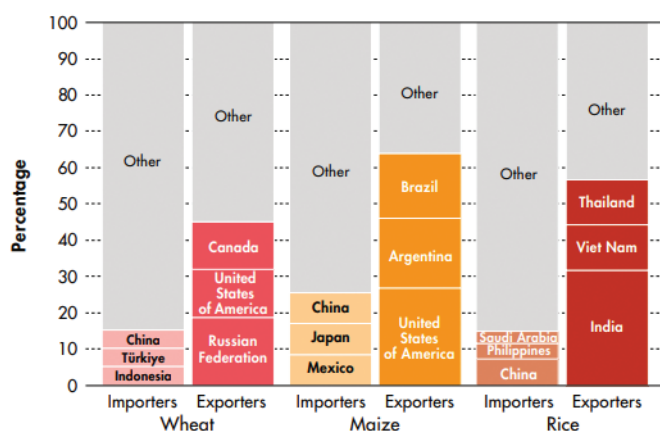 Percentage
100
90
80
70
60
50
40
30
20
10
0
Other
China
Türkiye
Indonesia
Other
Canada
United
States
of America
Russian
Federation
Other
China
Japan
Mexico
Other
Brazil
Argentina
United
States
of America
Other
Saudi Arabia
Philippines
China
Other
Thailand
Viet Nam
India
Importers Exporters Importers Exporters Importers Exporters
Wheat Maize Rice